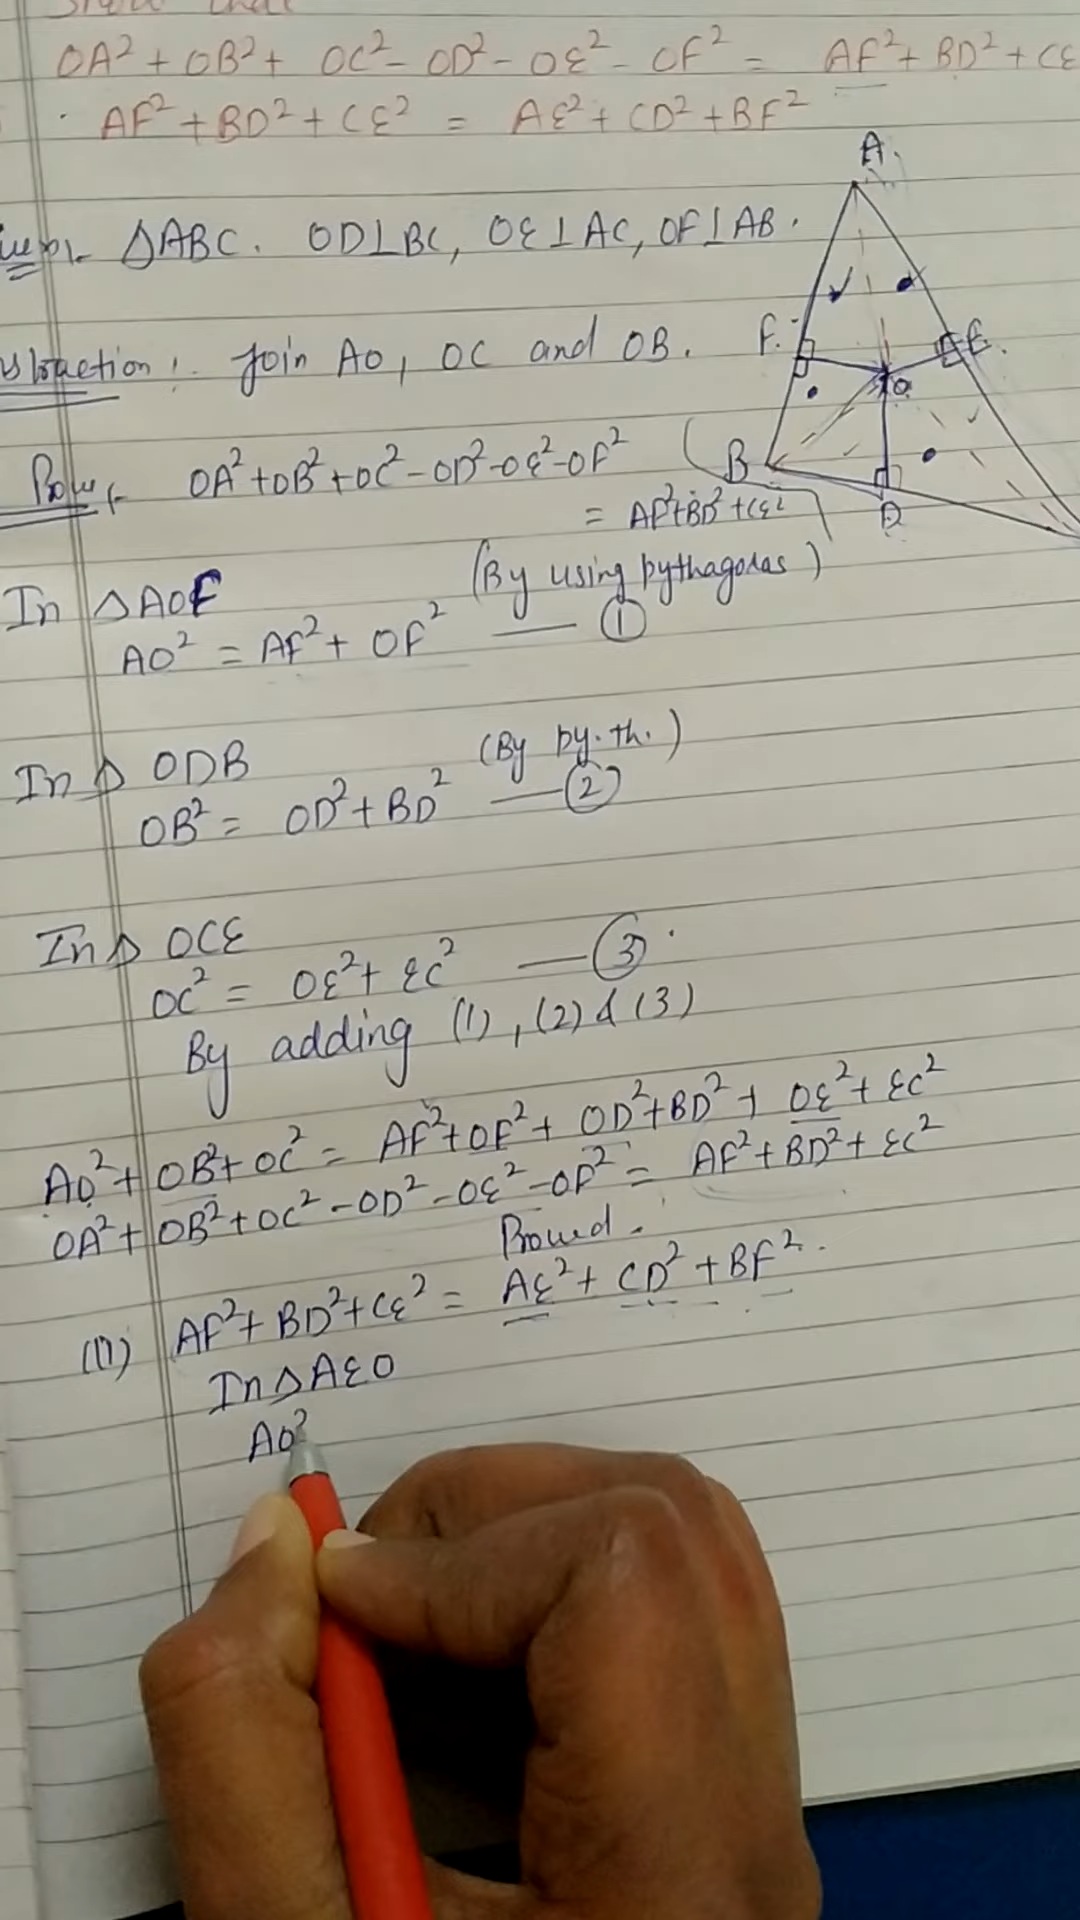 Show that
OA² + OB² + OC² - OD² - OE² - OF² = AF² + BD² + CE
AF² + BD² + CE² = AE² + CD² + BF²
△ABC. OD⊥BC, OE⊥AC, OF⊥AB.
Join AO, OC and OB.
A.
F.
E.
O
B
D
OA² + OB² + OC² - OD² - OE² - OF²
= AF² + BD² + CE²
In △AOF (By using pythagoras)
AO² = AF² + OF² — ①
In △ ODB (By py. th.)
OB² = OD² + BD² — ②
In △ OCE
OC² = OE² + EC² — ③.
By adding (1), (2) & (3)
AO² + OB² + OC² = AF² + OF² + OD² + BD² + OE² + EC²
OA² + OB² + OC² - OD² - OE² - OF² = AF² + BD² + EC²
Proved.
(II) AF² + BD² + CE² = AE² + CD² + BF².
In △AEO
AO²